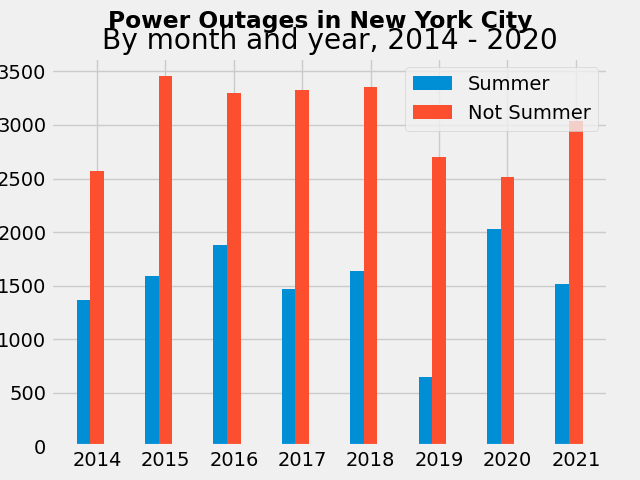 Power Outages in New York City
By month and year, 2014 - 2020
Summer
Not Summer
3500
3000
2500
2000
1500
1000
500
0
2014 2015 2016 2017 2018 2019 2020 2021